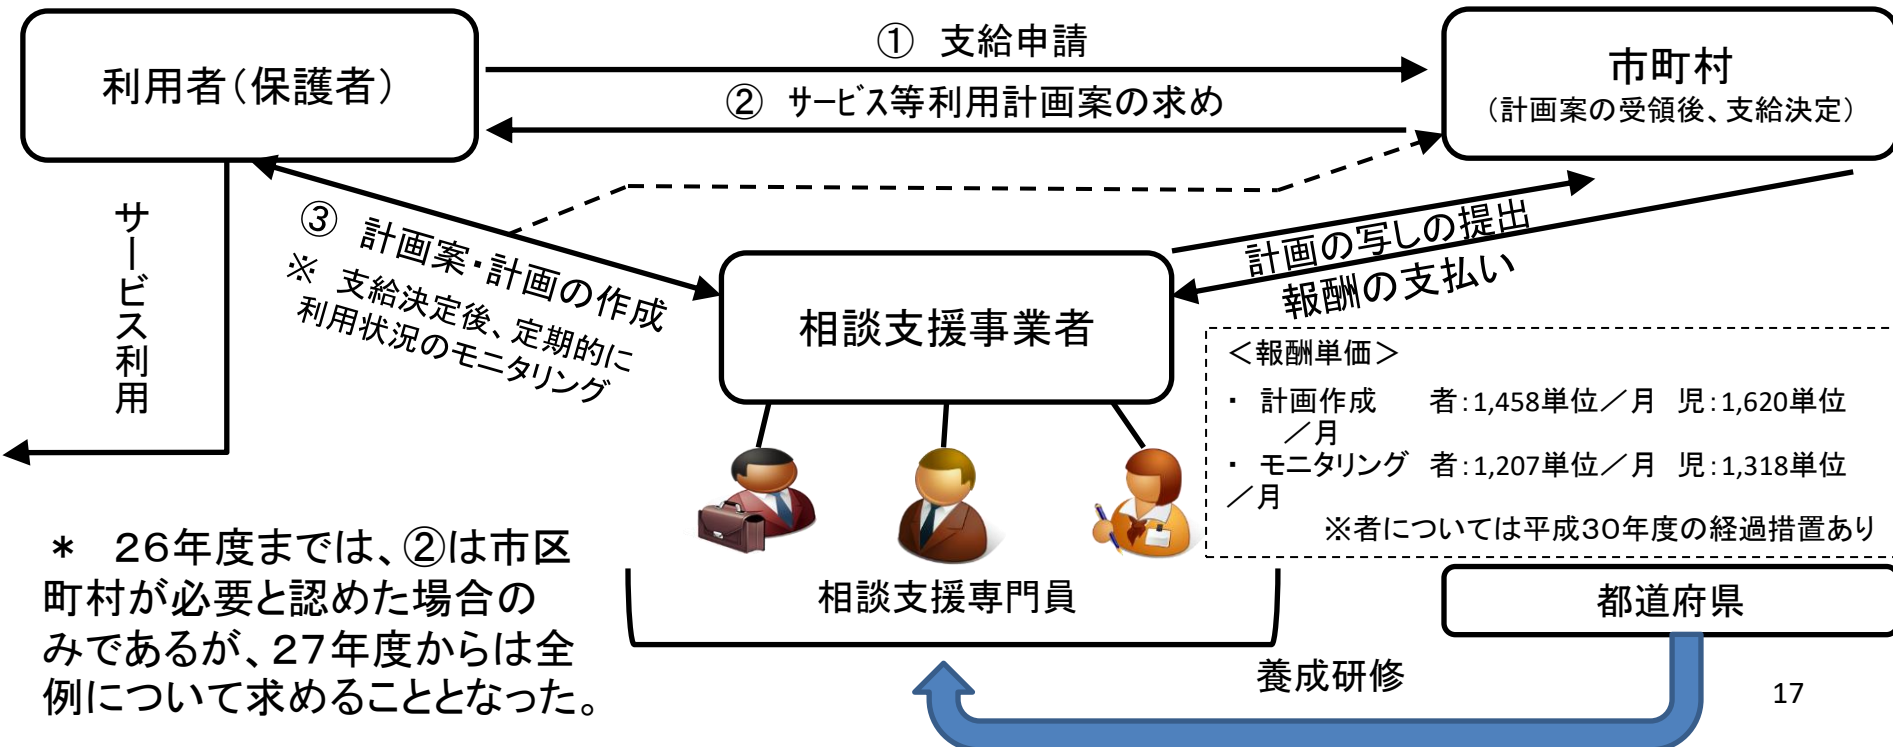 ① 支給申請
利用者(保護者)
② サービス等利用計画案の求め
市町村
(計画案の受領後、支給決定)
サービス利用
③ 計画案・計画の作成
※ 支給決定後、定期的に
利用状況のモニタリング
計画の写しの提出
報酬の支払い
相談支援事業者
<報酬単価>
・ 計画作成 者:1,458単位/月 児:1,620単位
/月
・ モニタリング 者:1,207単位/月 児:1,318単位
/月
※者については平成30年度の経過措置あり
* 26年度までは、②は市区
町村が必要と認めた場合の
みであるが、27年度からは全
例について求めることとなった。
相談支援専門員
都道府県
養成研修
17